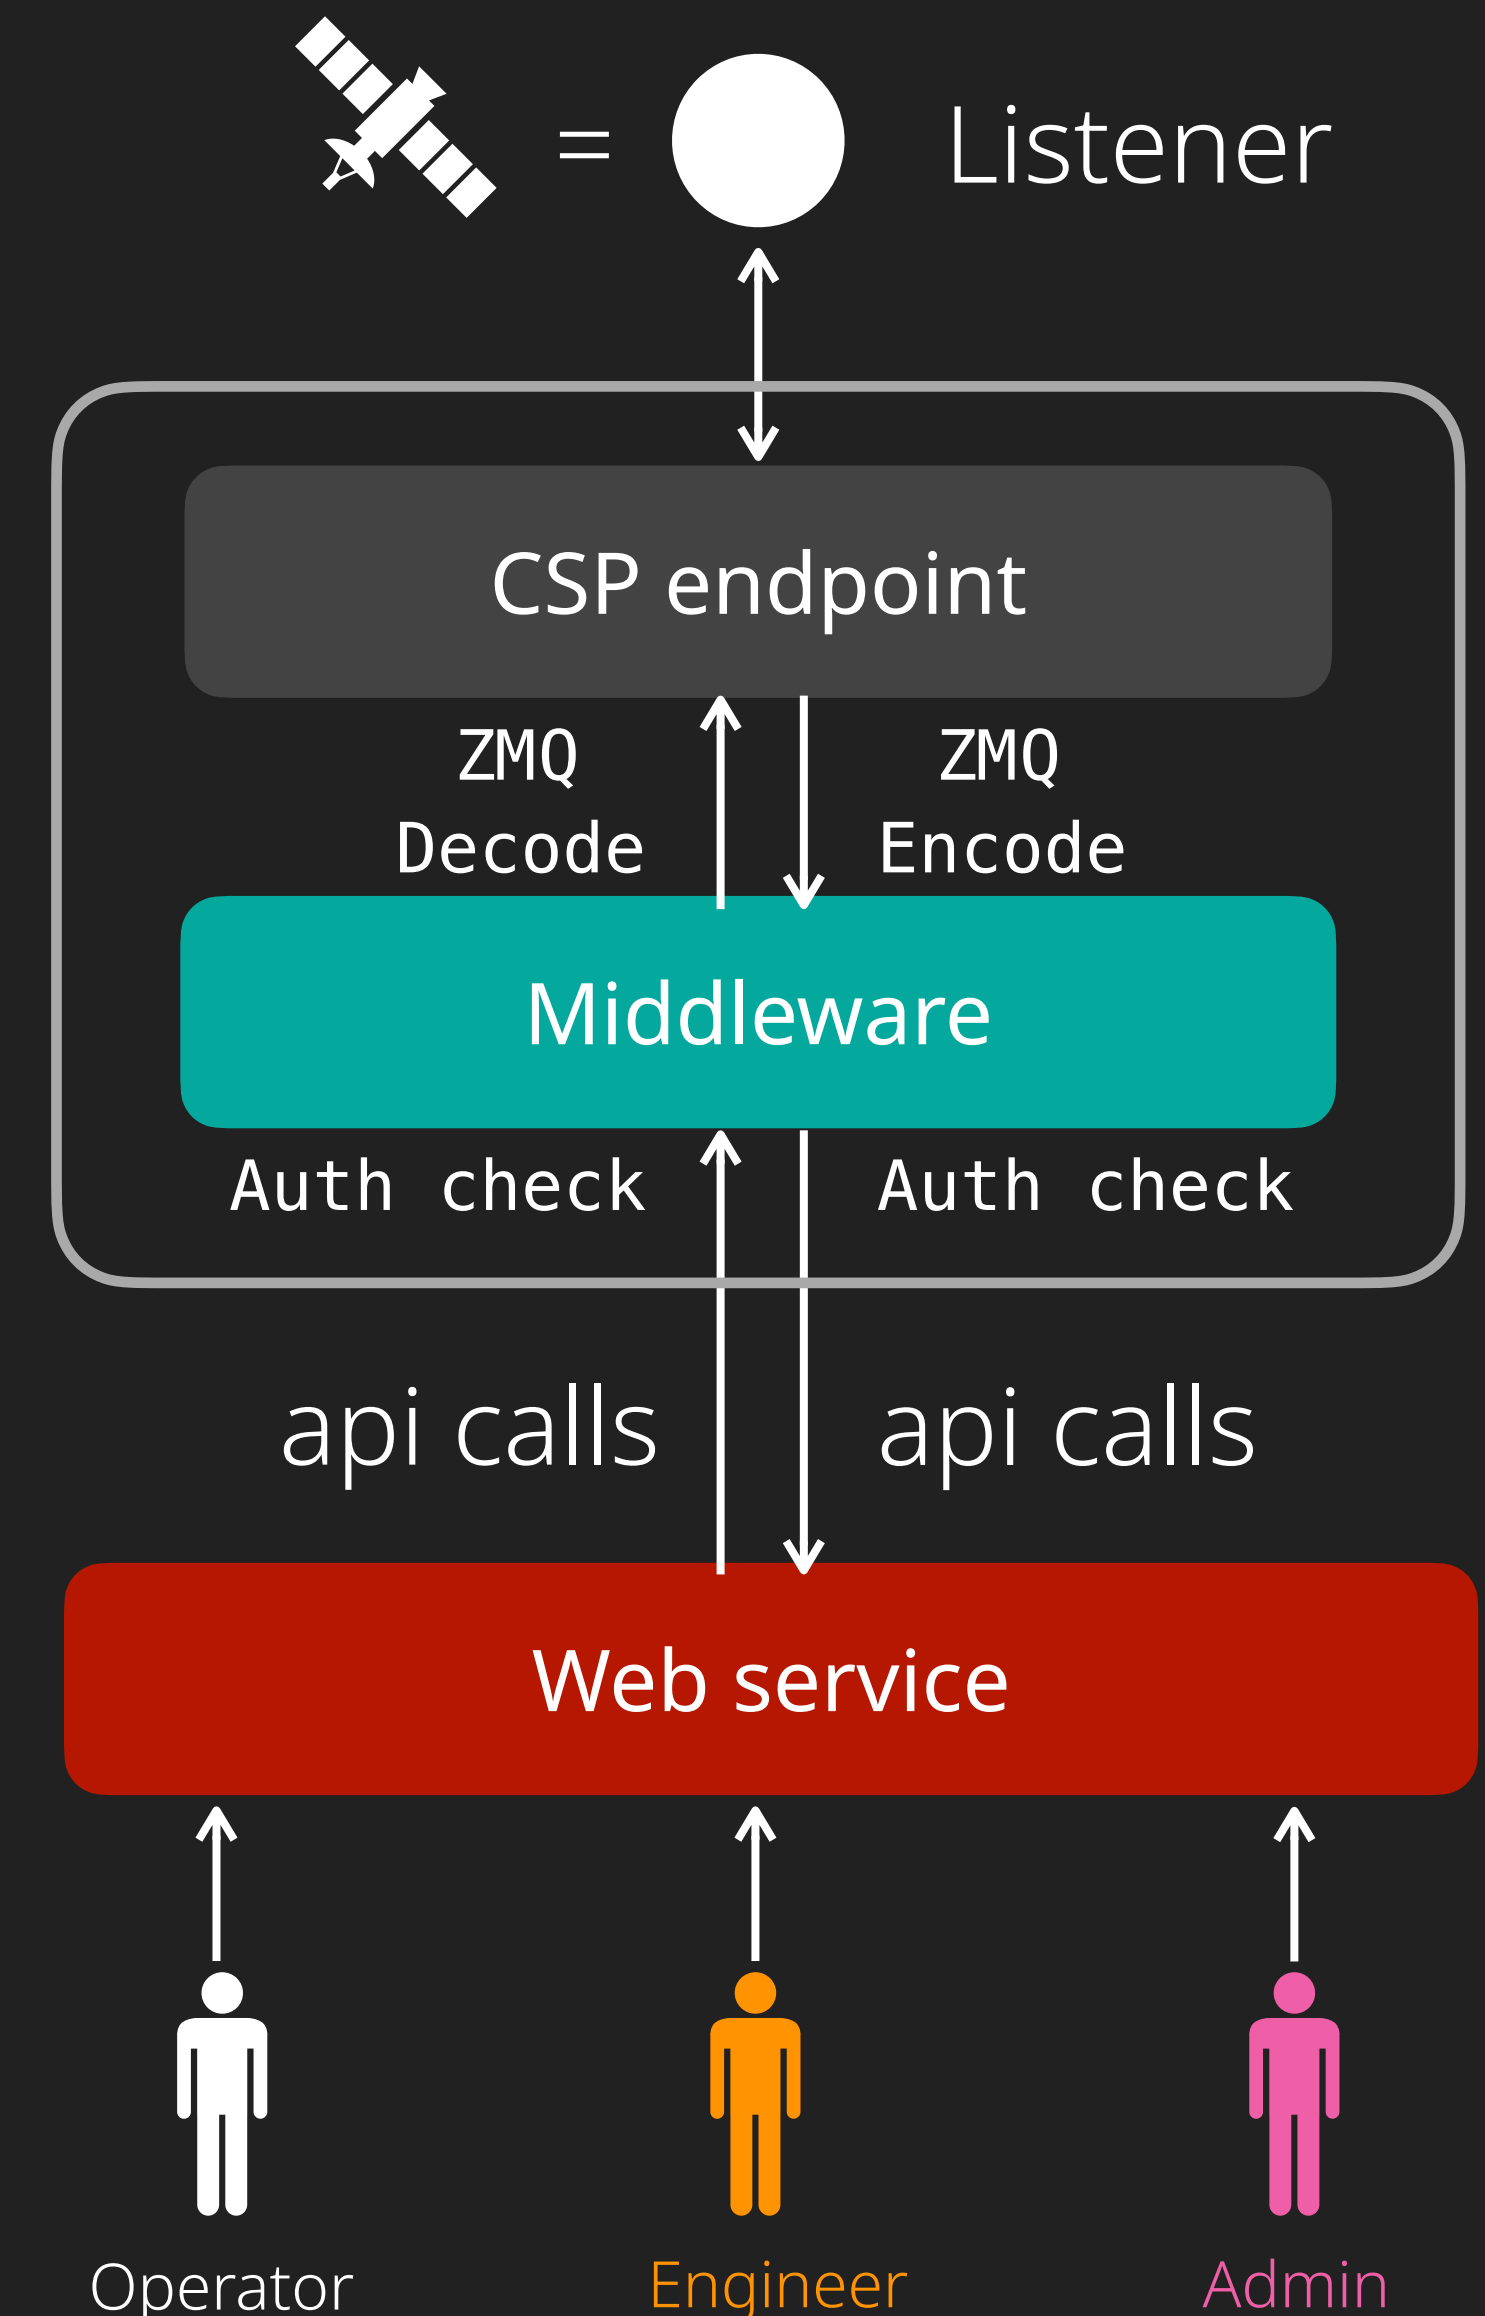 = Listener
CSP endpoint
ZMQ ZMQ
Decode Encode
Middleware
Auth check Auth check
api calls api calls
Web service
Operator Engineer Admin